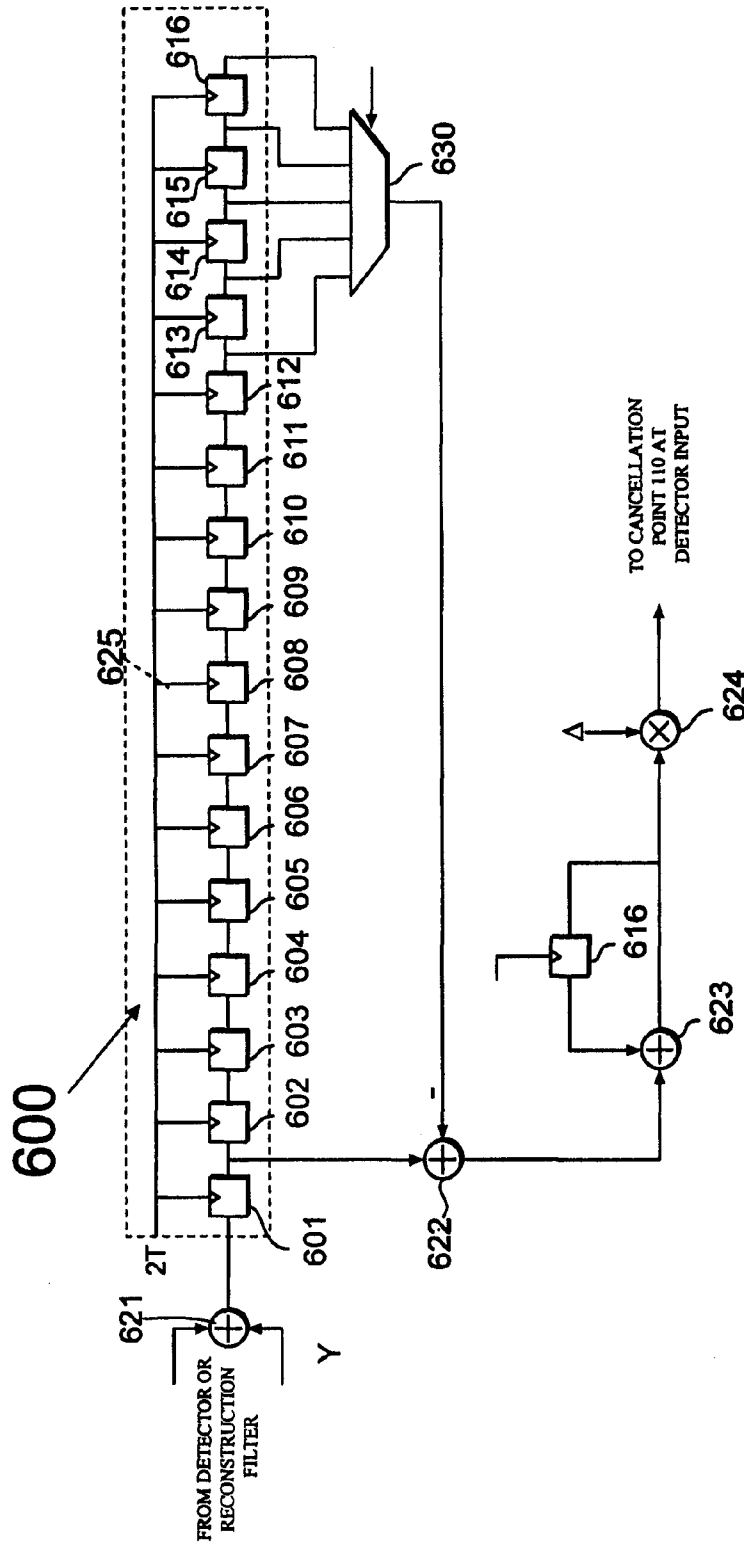 600
2T
625
616
615
614
613
612
611
610
609
608
607
606
605
604
603
602
601
621
FROM DETECTOR OR
RECONSTRUCTION
FILTER
Y
630
-
622
616
623
Δ
624
TO CANCELLATION
POINT 110 AT
DETECTOR INPUT